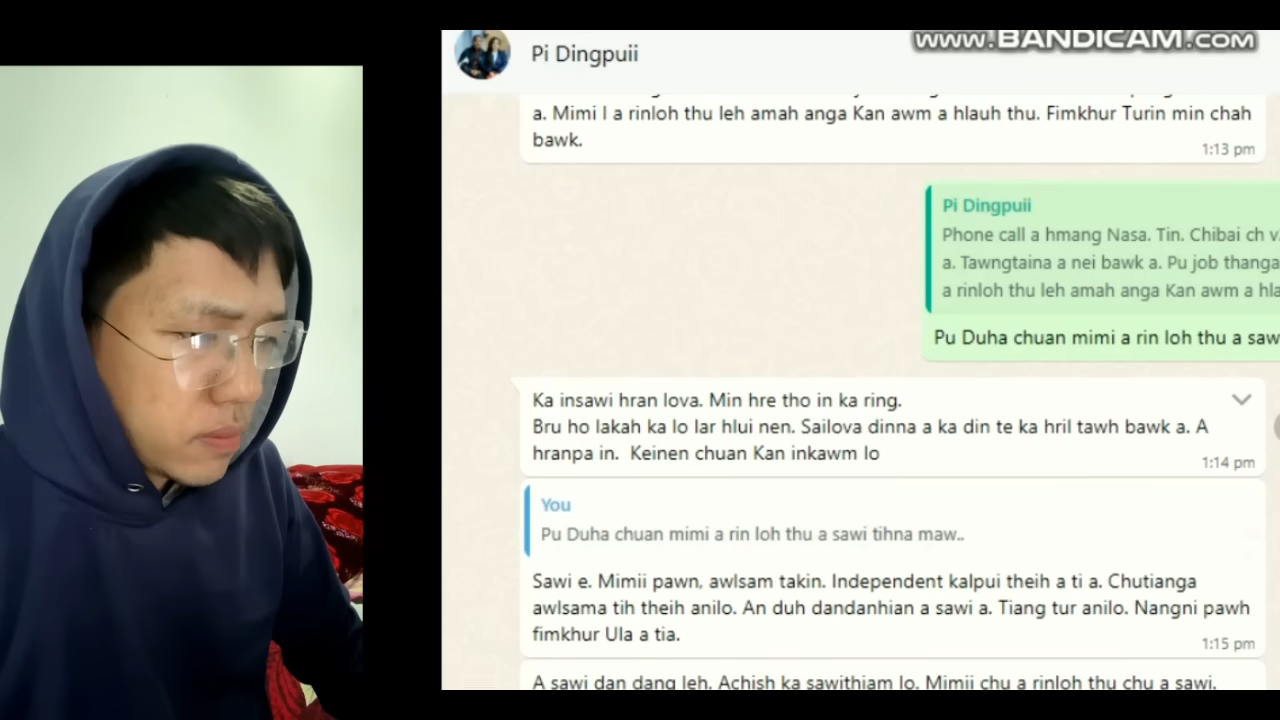 www.BANDICAM.com
Pi Dingpuii
a. Mimi I a rinloh thu leh amah anga Kan awm a hlauh thu. Fimkhur Turin min chah
bawk.
1:13 pm
Pi Dingpuii
Phone call a hmang Nasa. Tin. Chibai ch
a. Tawngtaina a nei bawk a. Pu job thanga
a rinloh thu leh amah anga Kan awm a
Pu Duha chuan mimi a rin loh thu a saw
Ka insawi hran lova. Min hre tho in ka ring.
Bru ho lakah ka lo lar hlui nen. Sailova dinna a ka din te ka hril tawh bawk a. A
hranpa in. Keinen chuan Kan inkawm lo
1:14 pm
You
Pu Duha chuan mimi a rin loh thu a sawi tihna maw..
Sawi e. Mimii pawn, awlsam takin. Independent kalpui theih a ti a. Chutianga
awlsama tih theih anilo. An duh dandanhian a sawi a. Tiang tur anilo. Nangni pawh
fimkhur Ula a tia.
1:15 pm
A sawi dan dang leh. Achish ka sawithiam lo. Mimii chu a rinloh thu chu a sawi.